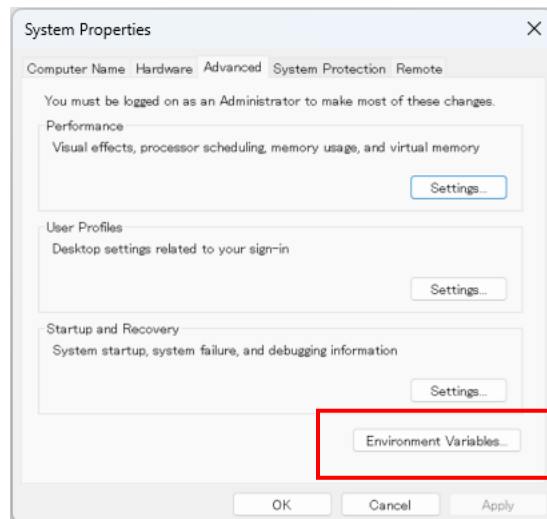 System Properties
Computer Name Hardware Advanced System Protection Remote
You must be logged on as an Administrator to make most of these changes.
Performance
Visual effects, processor scheduling, memory usage, and virtual memory
Settings...
User Profiles
Desktop settings related to your sign-in
Settings...
Startup and Recovery
System startup, system failure, and debugging information
Settings...
Environment Variables...
OK Cancel Apply